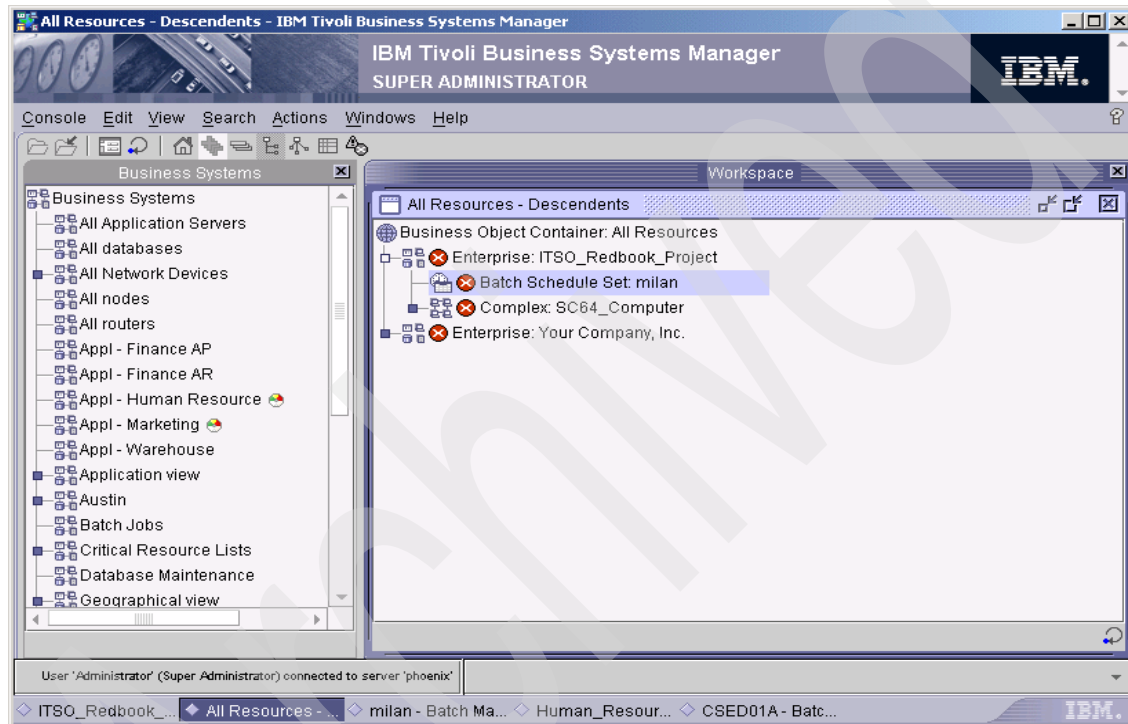 All Resources - Descendents - IBM Tivoli Business Systems Manager
IBM Tivoli Business Systems Manager
SUPER ADMINISTRATOR
IBM.
Console Edit View Search Actions Windows Help
Business Systems
Business Systems
All Application Servers
All databases
All Network Devices
All nodes
All routers
Appl - Finance AP
Appl - Finance AR
Appl - Human Resource
Appl - Marketing
Appl - Warehouse
Application view
Austin
Batch Jobs
Critical Resource Lists
Database Maintenance
Geographical view
Workspace
All Resources - Descendents
Business Object Container: All Resources
Enterprise: ITSO_Redbook_Project
Batch Schedule Set: milan
Complex: SC64_Computer
Enterprise: Your Company, Inc.
User 'Administrator' (Super Administrator) connected to server 'phoenix'
ITSO_Redbook_... All Resources - ... milan - Batch Ma... Human_Resour... CSED01A - Batc...
IBM.